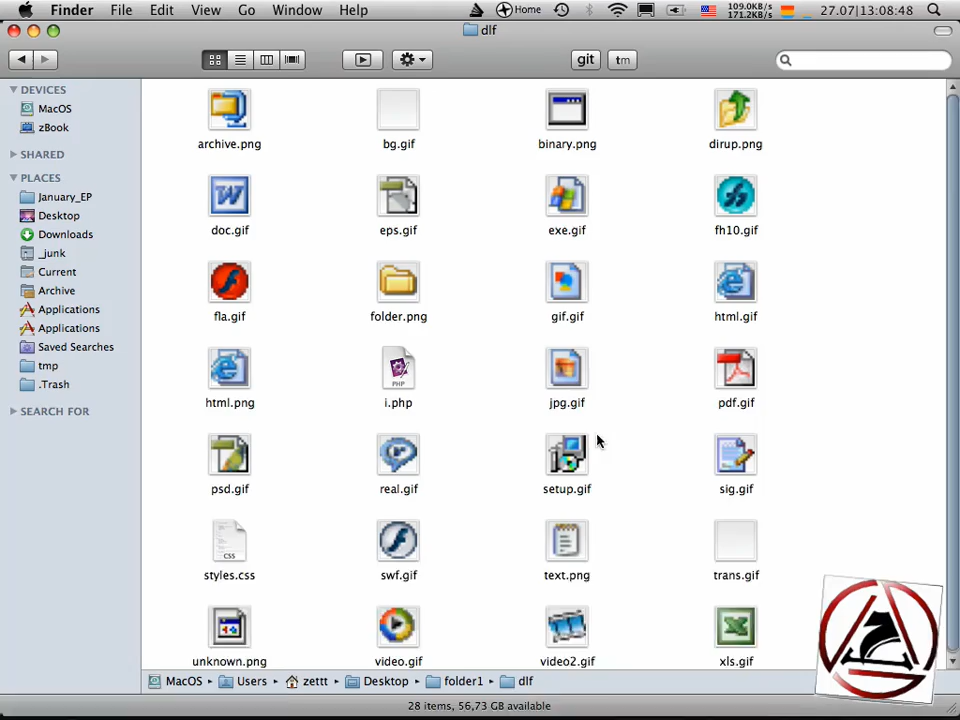 Finder File Edit View Go Window Help Home 109.0KB/s 171.2KB/s 27.07|13:08:48
dlf
git tm
DEVICES
MacOS
zBook
SHARED
PLACES
January_EP
Desktop
Downloads
_junk
Current
Archive
Applications
Applications
Saved Searches
tmp
.Trash
SEARCH FOR
archive.png bg.gif binary.png dirup.png
doc.gif eps.gif exe.gif fh10.gif
fla.gif folder.png gif.gif html.gif
PHP
html.png i.php jpg.gif pdf.gif
psd.gif real.gif setup.gif sig.gif
CSS
styles.css swf.gif text.png trans.gif
unknown.png video.gif video2.gif xls.gif
MacOS Users zettt Desktop folder1 dlf
28 items, 56,73 GB available